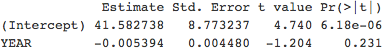 Estimate Std. Error t value Pr(>|t|)
(Intercept) 41.582738 8.773237 4.740 6.18e-06
YEAR -0.005394 0.004480 -1.204 0.231